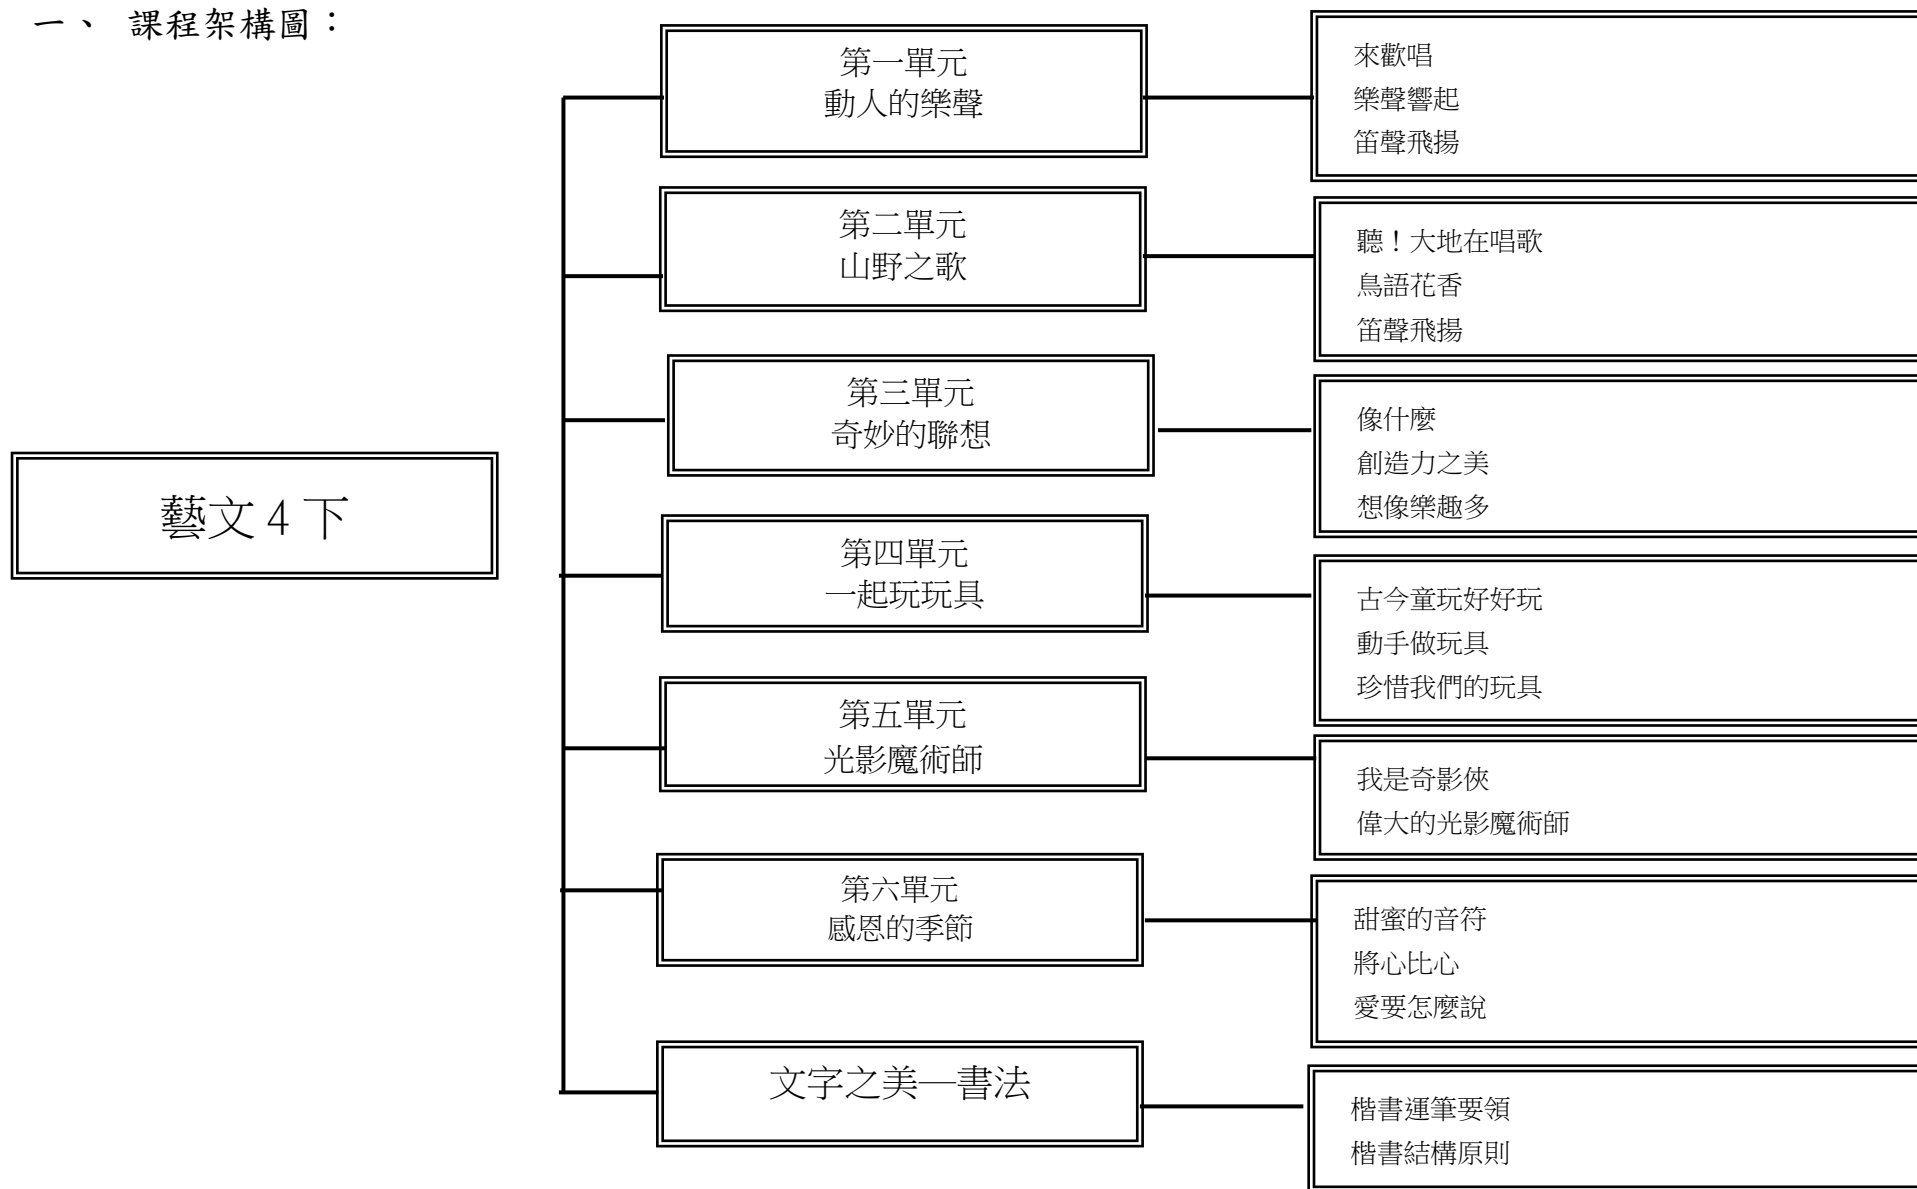 一、 課程架構圖：
藝文4下
第一單元
動人的樂聲
來歡唱
樂聲響起
笛聲飛揚
第二單元
山野之歌
聽！大地在唱歌
鳥語花香
笛聲飛揚
第三單元
奇妙的聯想
像什麼
創造力之美
想像樂趣多
第四單元
一起玩玩具
古今童玩好好玩
動手做玩具
珍惜我們的玩具
第五單元
光影魔術師
我是奇影俠
偉大的光影魔術師
第六單元
感恩的季節
甜蜜的音符
將心比心
愛要怎麼說
文字之美—書法
楷書運筆要領
楷書結構原則